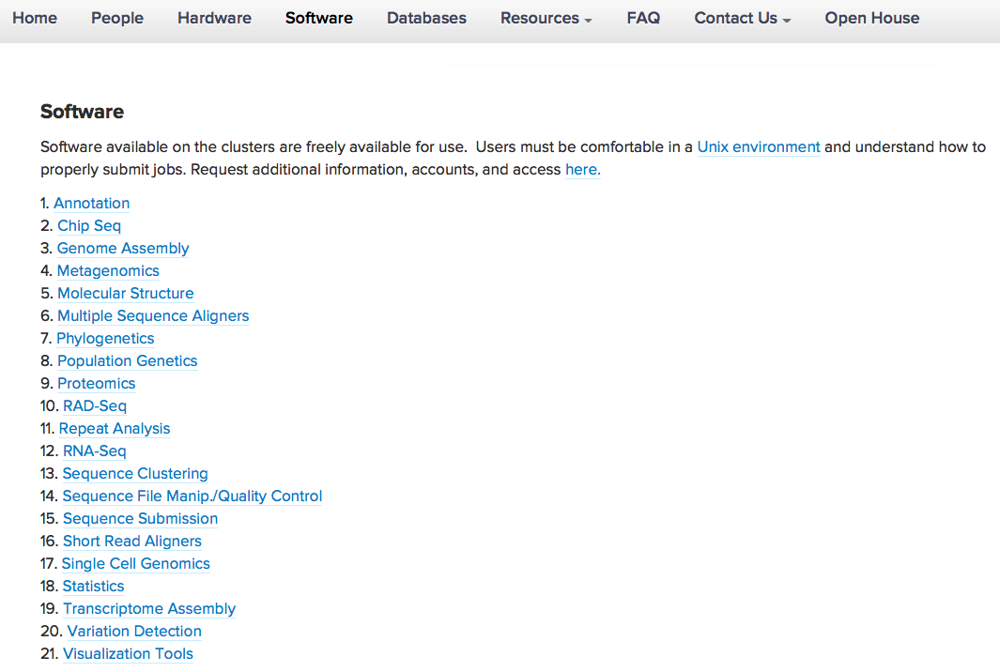 Home People Hardware Software Databases Resources FAQ Contact Us Open House
Software
Software available on the clusters are freely available for use.  Users must be comfortable in a Unix environment and understand how to
properly submit jobs. Request additional information, accounts, and access here.
1. Annotation
2. Chip Seq
3. Genome Assembly
4. Metagenomics
5. Molecular Structure
6. Multiple Sequence Aligners
7. Phylogenetics
8. Population Genetics
9. Proteomics
10. RAD-Seq
11. Repeat Analysis
12. RNA-Seq
13. Sequence Clustering
14. Sequence File Manip./Quality Control
15. Sequence Submission
16. Short Read Aligners
17. Single Cell Genomics
18. Statistics
19. Transcriptome Assembly
20. Variation Detection
21. Visualization Tools